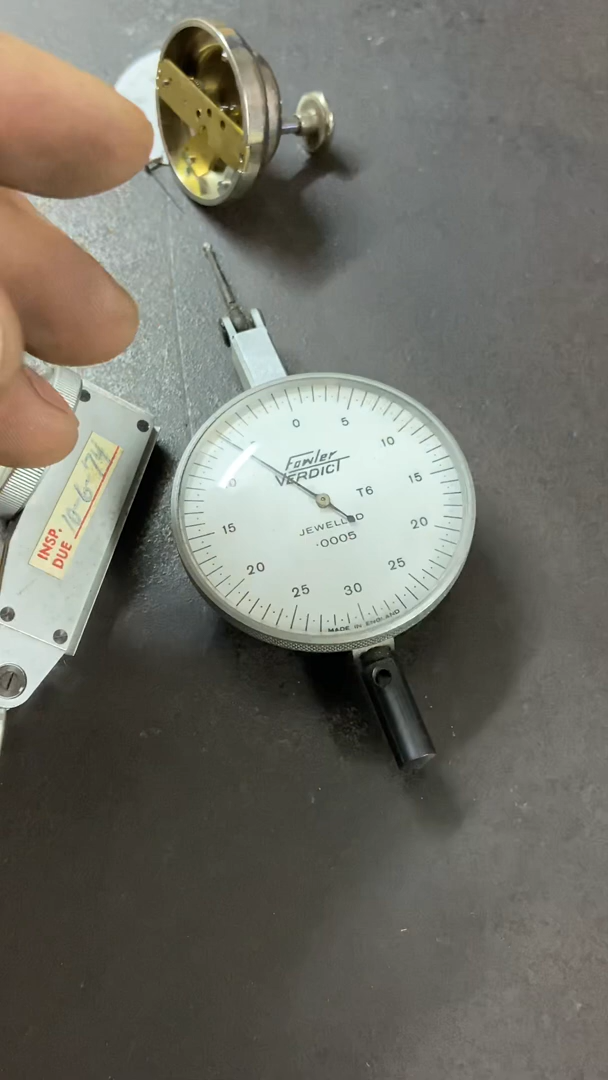 0
5
10
15
20
25
30
25
20
15
0
Fowler
VERDICT
T6
JEWELLED
.0005
MADE IN ENGLAND
INSP.
DUE 10-6-74